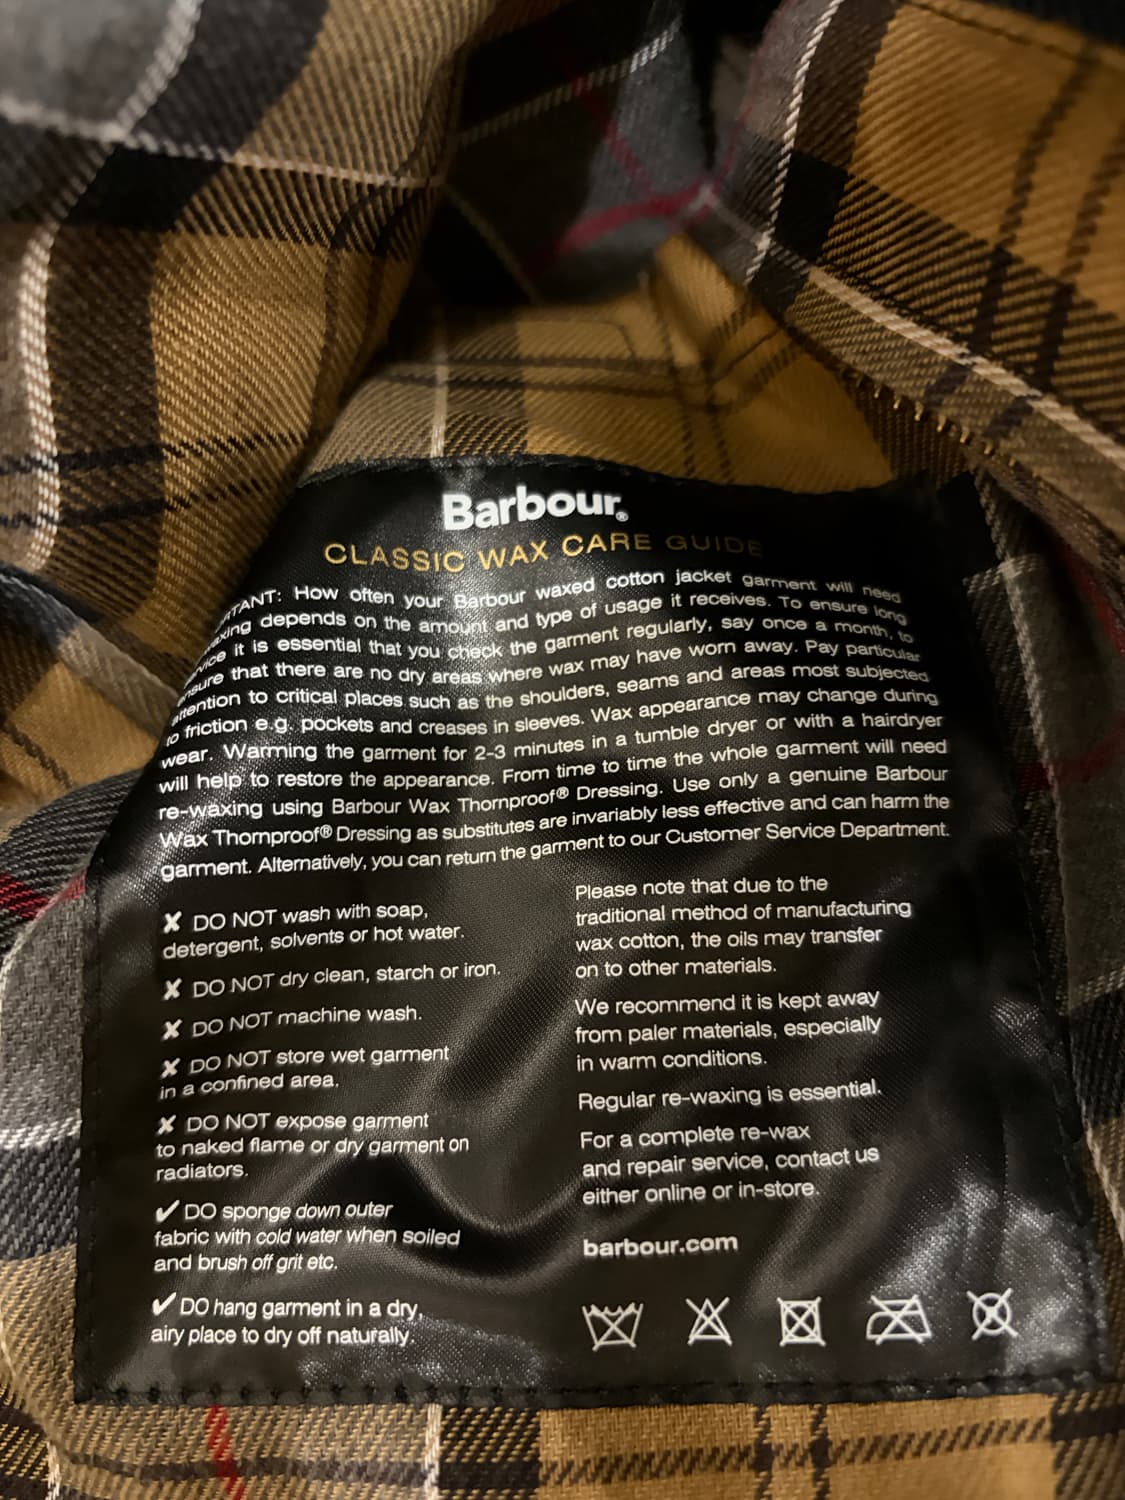 Barbour®
CLASSIC WAX CARE GUIDE
How often your Barbour waxed cotton jacket garment will need
depends on the amount and type of usage it receives. To ensure long
it is essential that you check the garment regularly, say once a month, to
ensure that there are no dry areas where wax may have worn away. Pay particular
attention to critical places such as the shoulders, seams and areas most subjected
to friction e.g. pockets and creases in sleeves. Wax appearance may change during
wear. Warming the garment for 2-3 minutes in a tumble dryer or with a hairdryer
will help to restore the appearance. From time to time the whole garment will need
re-waxing using Barbour Wax Thornproof® Dressing. Use only a genuine Barbour
Wax Thornproof® Dressing as substitutes are invariably less effective and can harm the
garment. Alternatively, you can return the garment to our Customer Service Department.
✘ DO NOT wash with soap,
detergent, solvents or hot water.
✘ DO NOT dry clean, starch or iron.
✘ DO NOT machine wash.
✘ DO NOT store wet garment
in a confined area.
✘ DO NOT expose garment
to naked flame or dry garment on
radiators.
✔ DO sponge down outer
fabric with cold water when soiled
and brush off grit etc.
✔ DO hang garment in a dry,
airy place to dry off naturally.
Please note that due to the
traditional method of manufacturing
wax cotton, the oils may transfer
on to other materials.
We recommend it is kept away
from paler materials, especially
in warm conditions.
Regular re-waxing is essential.
For a complete re-wax
and repair service, contact us
either online or in-store.
barbour.com